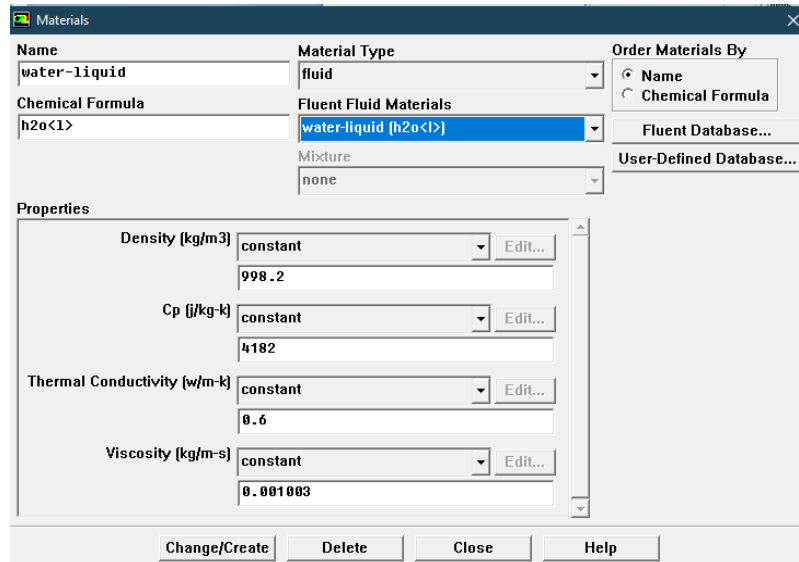 Materials
Name
water-liquid
Chemical Formula
h2o<l>
Material Type
fluid
Fluent Fluid Materials
water-liquid (h2o<l>)
Mixture
none
Order Materials By
Name
Chemical Formula
Fluent Database...
User-Defined Database...
Properties
Density (kg/m3) constant Edit...
998.2
Cp (j/kg-k) constant Edit...
4182
Thermal Conductivity (w/m-k) constant Edit...
0.6
Viscosity (kg/m-s) constant Edit...
0.001003
Change/Create Delete Close Help